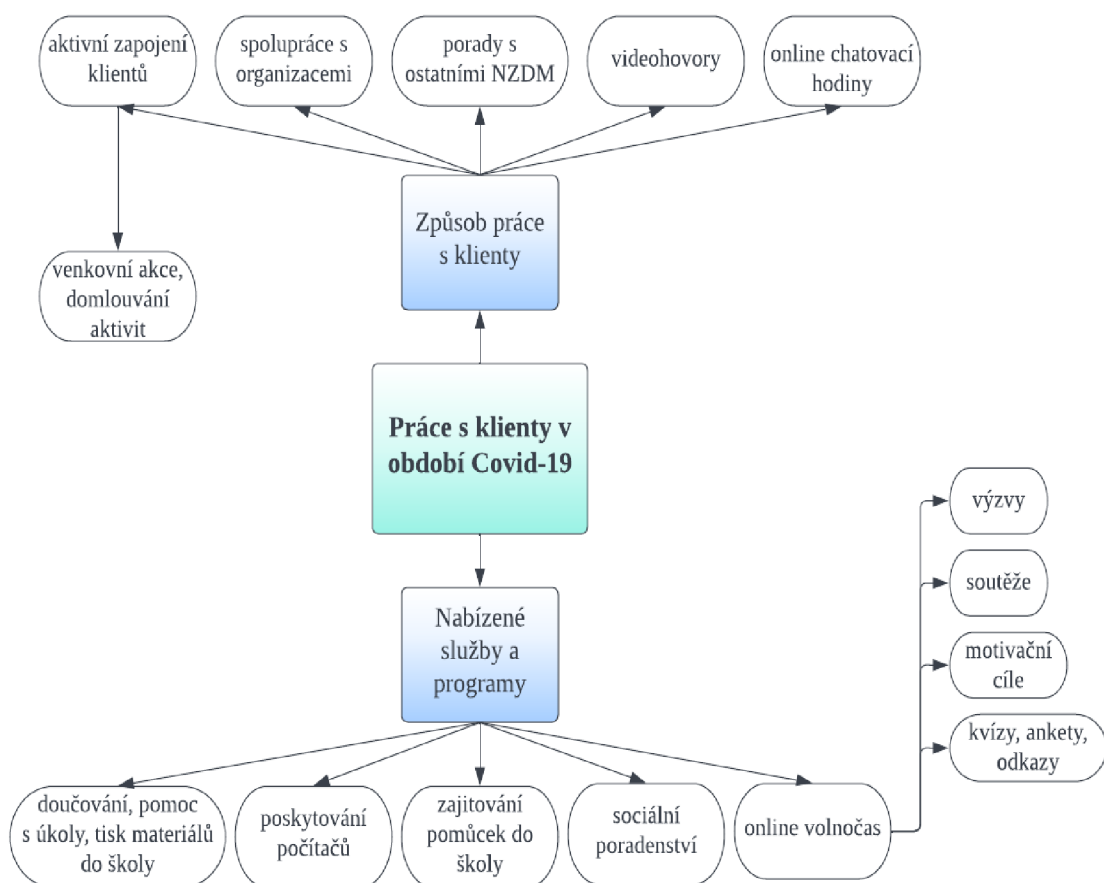 aktivní zapojení
klientů
spolupráce s
organizacemi
porady s
ostatními NZDM
videohovory
online chatovací
hodiny
Způsob práce
s klienty
venkovní akce,
domlouvání
aktivit
Práce s klienty v
období Covid-19
výzvy
soutěže
motivační
cíle
kvízy, ankety,
odkazy
Nabízené
služby a
programy
doučování, pomoc
s úkoly, tisk materiálů
do školy
poskytování
počítačů
zajitování
pomůcek do
školy
sociální
poradenství
online volnočas